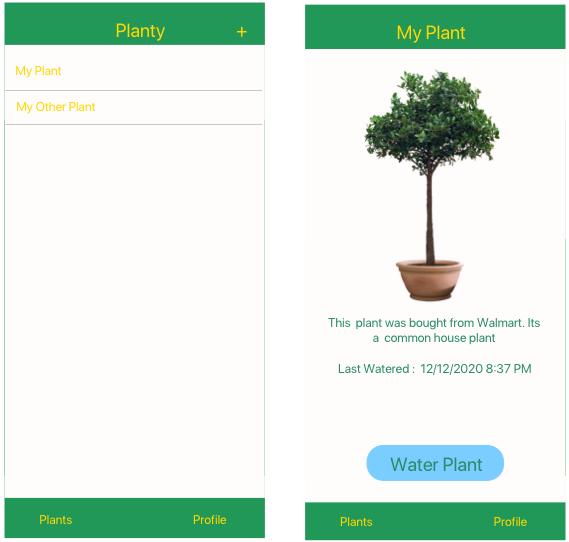 Planty +
My Plant
My Other Plant
Plants Profile
My Plant
This plant was bought from Walmart. Its
a common house plant
Last Watered : 12/12/2020 8:37 PM
Water Plant
Plants Profile